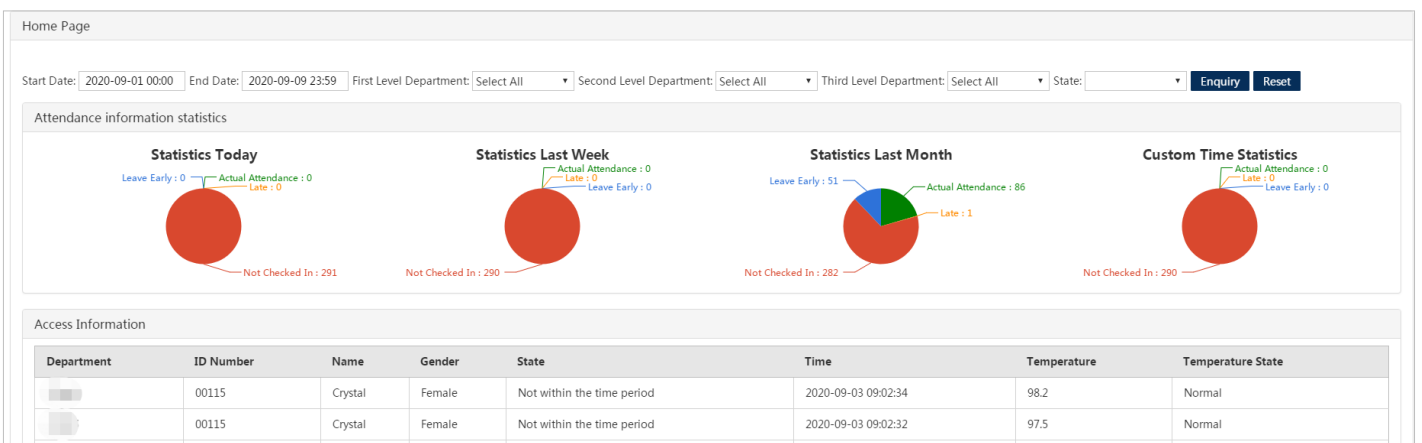 Home Page
Start Date: 2020-09-01 00:00 End Date: 2020-09-09 23:59 First Level Department: Select All Second Level Department: Select All Third Level Department: Select All State: Enquiry Reset
Attendance information statistics
Statistics Today
Leave Early : 0
Actual Attendance : 0
Late : 0
Not Checked In : 291
Statistics Last Week
Actual Attendance : 0
Late : 0
Leave Early : 0
Not Checked In : 290
Statistics Last Month
Leave Early : 51
Actual Attendance : 86
Late : 1
Not Checked In : 282
Custom Time Statistics
Actual Attendance : 0
Late : 0
Leave Early : 0
Not Checked In : 290
Access Information
Department ID Number Name Gender State Time Temperature Temperature State
00115 Crystal Female Not within the time period 2020-09-03 09:02:34 98.2 Normal
00115 Crystal Female Not within the time period 2020-09-03 09:02:32 97.5 Normal